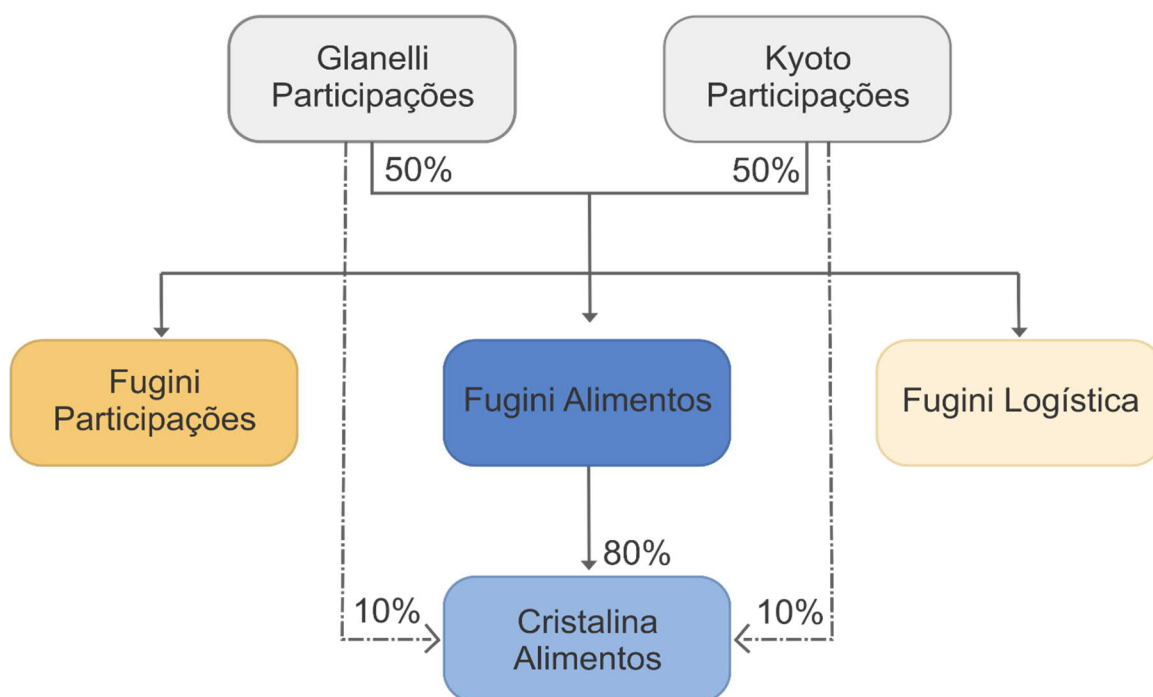 Glanelli
Participações
Kyoto
Participações
50%
50%
Fugini
Participações
Fugini Alimentos
Fugini Logística
80%
10%
10%
Cristalina
Alimentos